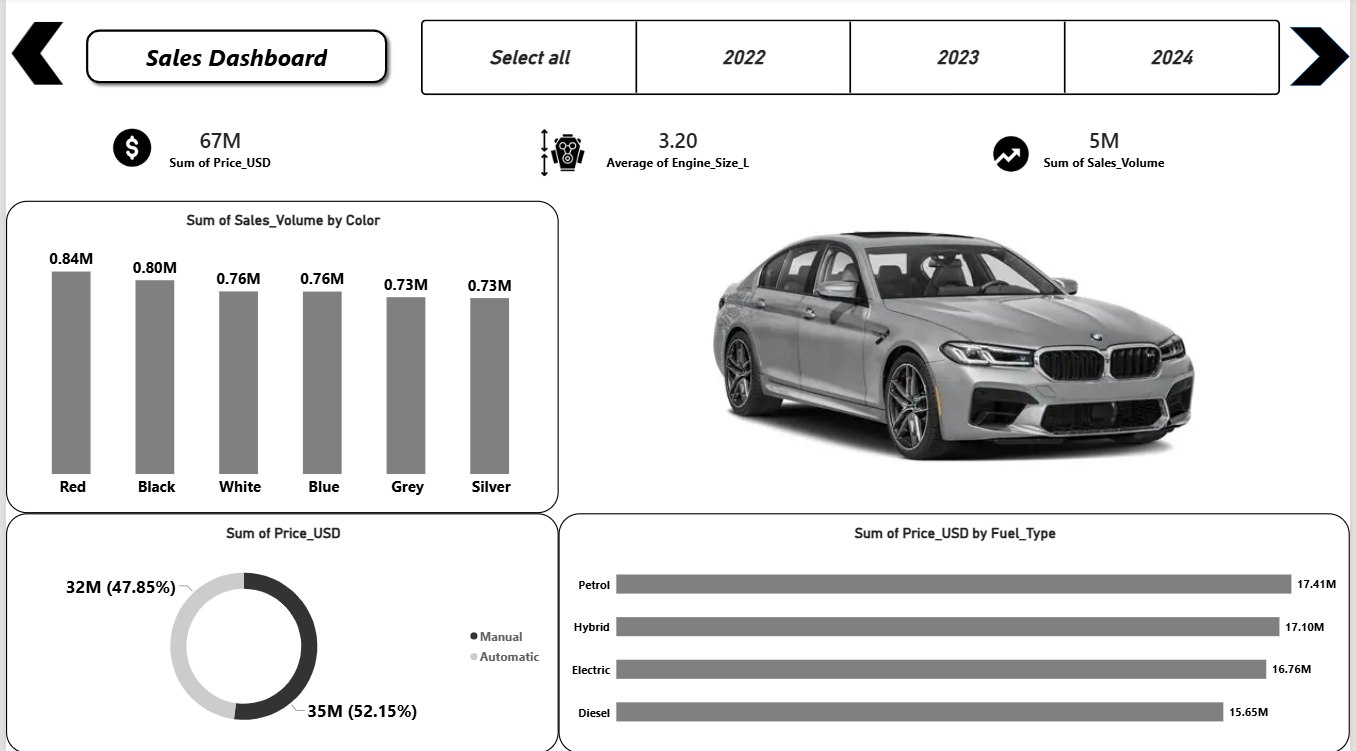 Sales Dashboard
Select all
2022
2023
2024
$
67M
Sum of Price_USD
3.20
Average of Engine_Size_L
5M
Sum of Sales_Volume
Sum of Sales_Volume by Color
0.84M
0.80M
0.76M
0.76M
0.73M
0.73M
Red
Black
White
Blue
Grey
Silver
Sum of Price_USD
32M (47.85%)
35M (52.15%)
Manual
Automatic
Sum of Price_USD by Fuel_Type
Petrol
17.41M
Hybrid
17.10M
Electric
16.76M
Diesel
15.65M